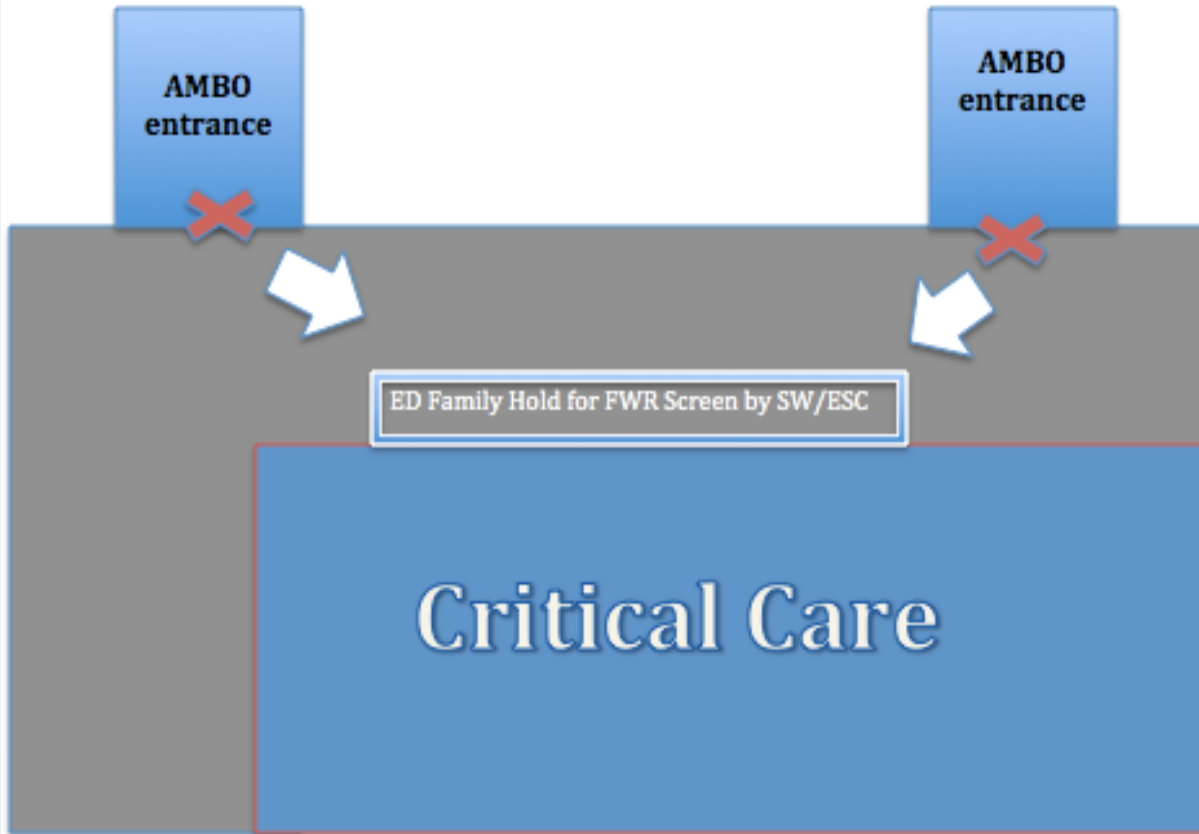 AMBO
entrance
AMBO
entrance
ED Family Hold for FWR Screen by SW/ESC
Critical Care